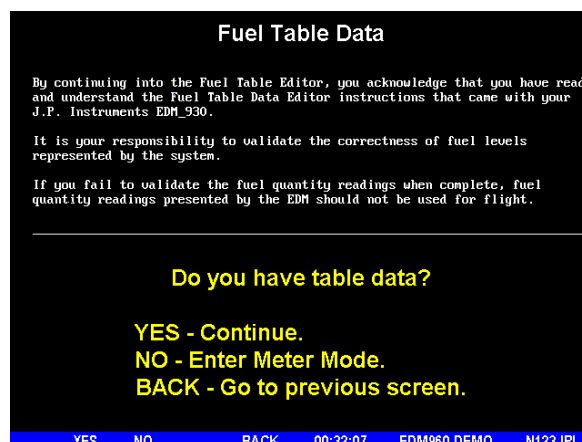 Fuel Table Data
By continuing into the Fuel Table Editor, you acknowledge that you have read
and understand the Fuel Table Data Editor instructions that came with your
J.P. Instruments EDM_930.
It is your responsibility to validate the correctness of fuel levels
represented by the system.
If you fail to validate the fuel quantity readings when complete, fuel
quantity readings presented by the EDM should not be used for flight.
Do you have table data?
YES - Continue.
NO - Enter Meter Mode.
BACK - Go to previous screen.
YES NO BACK 00:32:07 EDM960 DEMO N123JPI